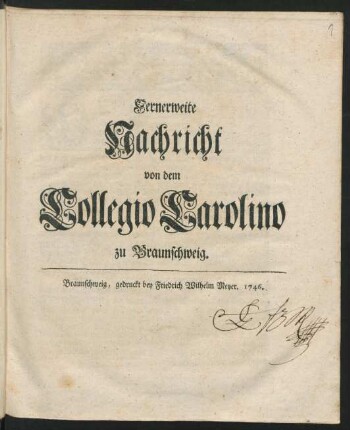 Fernerweite
Nachricht
von dem
Collegio Carolino
zu Braunschweig.
Braunschweig, gedruckt bey Friedrich Wilhelm Meyer. 1746.